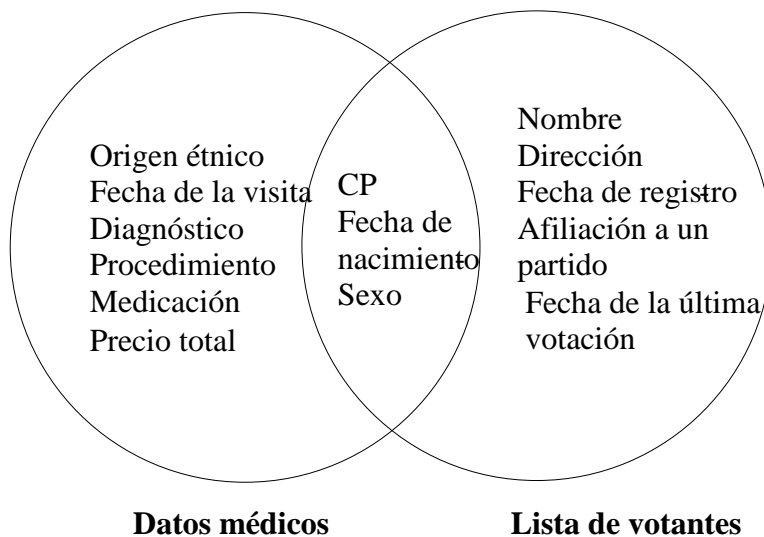 Origen étnico
Fecha de la visita
Diagnóstico
Procedimiento
Medicación
Precio total
CP
Fecha de
nacimiento
Sexo
Nombre
Dirección
Fecha de registro
Afiliación a un
partido
Fecha de la última
votación
Datos médicos
Lista de votantes